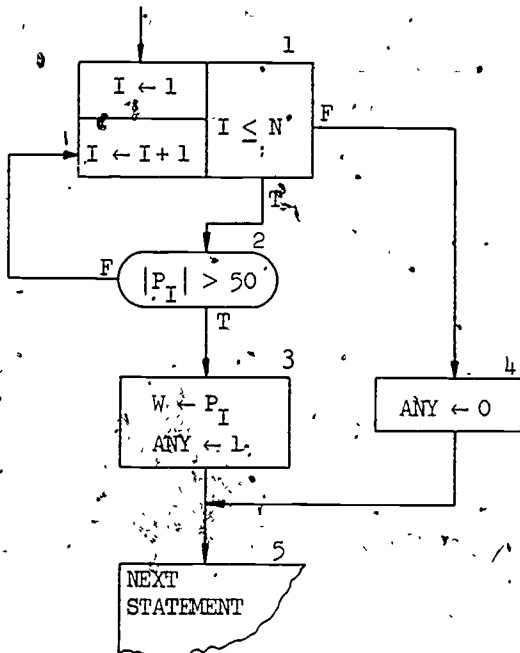 1
I ← 1
I ≤ N
F
I ← I+1
T
2
F
|P_I| > 50
T
3
W ← P_I
ANY ← 1
4
ANY ← 0
5
NEXT
STATEMENT